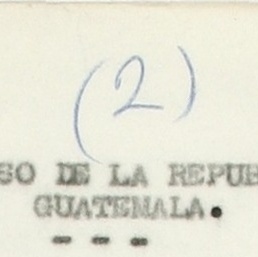 (2)
SO DE LA REPUB
GUATEMALA.
- - -